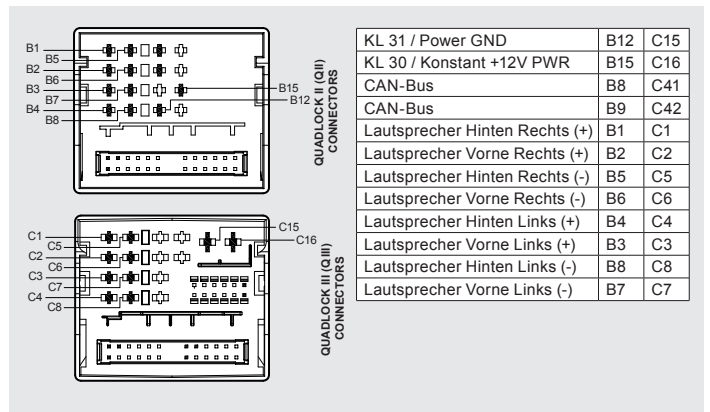 B1
B5
B2
B6
B3
B7
B4
B8
B15
B12
QUADLOCK II (QII)
CONNECTORS
C1
C5
C2
C6
C3
C7
C4
C8
C15
C16
QUADLOCK III (QIII)
CONNECTORS
KL 31 / Power GND B12 C15
KL 30 / Konstant +12V PWR B15 C16
CAN-Bus B8 C41
CAN-Bus B9 C42
Lautsprecher Hinten Rechts (+) B1 C1
Lautsprecher Vorne Rechts (+) B2 C2
Lautsprecher Hinten Rechts (-) B5 C5
Lautsprecher Vorne Rechts (-) B6 C6
Lautsprecher Hinten Links (+) B4 C4
Lautsprecher Vorne Links (+) B3 C3
Lautsprecher Hinten Links (-) B8 C8
Lautsprecher Vorne Links (-) B7 C7